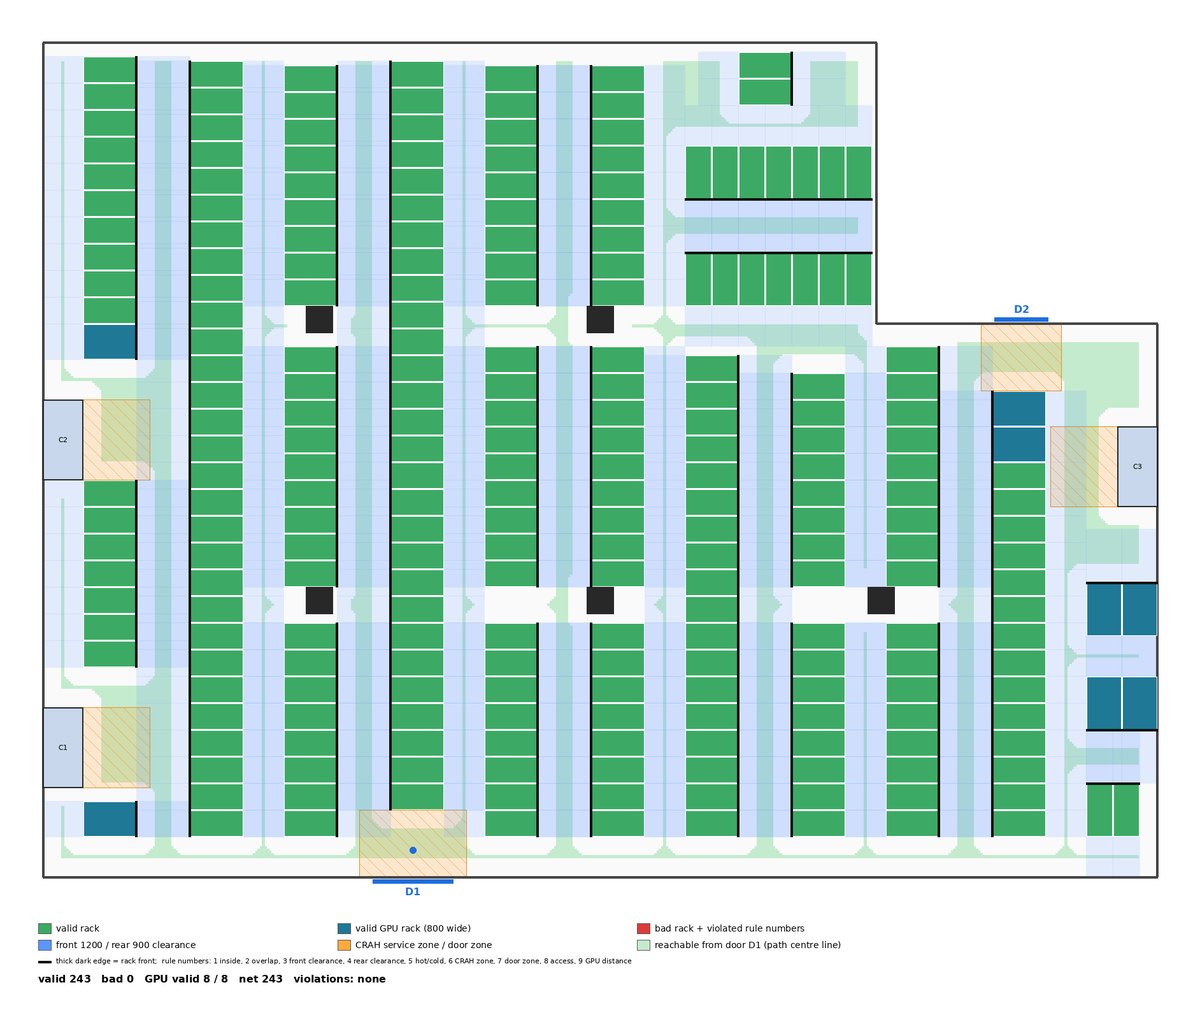 D2
C2
C3
C1
D1
valid rack
valid GPU rack (800 wide)
bad rack + violated rule numbers
front 1200 / rear 900 clearance
CRAH service zone / door zone
reachable from door D1 (path centre line)
thick dark edge = rack front; rule numbers: 1 inside, 2 overlap, 3 front clearance, 4 rear clearance, 5 hot/cold, 6 CRAH zone, 7 door zone, 8 access, 9 GPU distance
valid 243 bad 0 GPU valid 8 / 8 net 243 violations: none